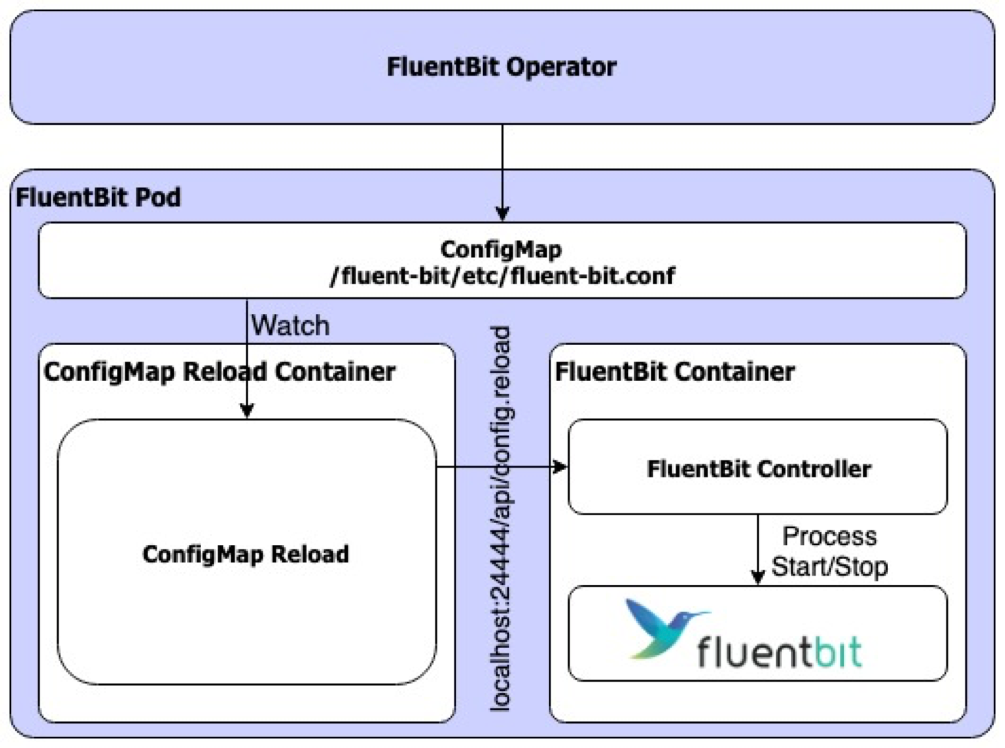 FluentBit Operator
FluentBit Pod
ConfigMap
/fluent-bit/etc/fluent-bit.conf
Watch
ConfigMap Reload Container
ConfigMap Reload
localhost:24444/api/config.reload
FluentBit Container
FluentBit Controller
Process
Start/Stop
fluentbit